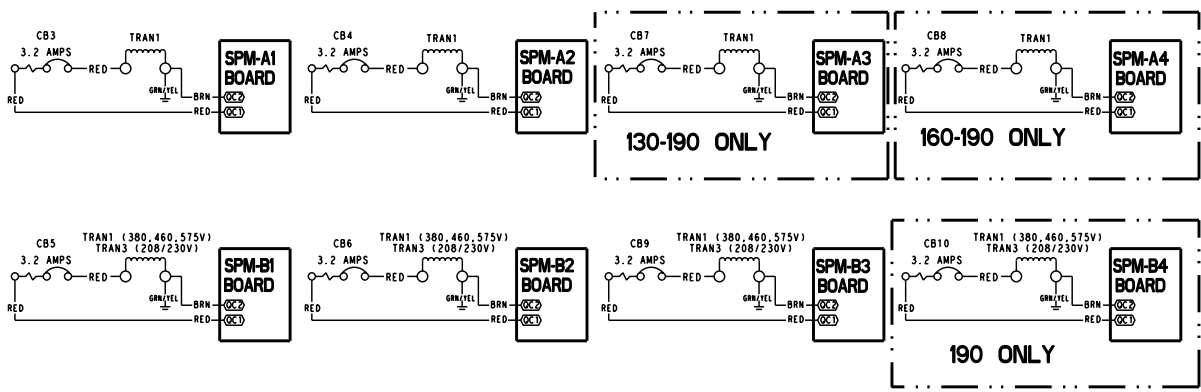 CB3 TRAN1
3.2 AMPS
SPM-A1
BOARD
RED
GRN/YEL
RED
BRN QC2
RED QC1
CB4 TRAN1
3.2 AMPS
SPM-A2
BOARD
RED
GRN/YEL
RED
BRN QC2
RED QC1
CB7 TRAN1
3.2 AMPS
SPM-A3
BOARD
RED
GRN/YEL
RED
BRN QC2
RED QC1
130-190 ONLY
CB8 TRAN1
3.2 AMPS
SPM-A4
BOARD
RED
GRN/YEL
RED
BRN QC2
RED QC1
160-190 ONLY
TRAN1 (380,460,575V)
CB5 TRAN3 (208/230V)
3.2 AMPS
SPM-B1
BOARD
RED
GRN/YEL
RED
BRN QC2
RED QC1
TRAN1 (380,460,575V)
CB6 TRAN3 (208/230V)
3.2 AMPS
SPM-B2
BOARD
RED
GRN/YEL
RED
BRN QC2
RED QC1
TRAN1 (380,460,575V)
CB9 TRAN3 (208/230V)
3.2 AMPS
SPM-B3
BOARD
RED
GRN/YEL
RED
BRN QC2
RED QC1
TRAN1 (380,460,575V)
CB10 TRAN3 (208/230V)
3.2 AMPS
SPM-B4
BOARD
RED
GRN/YEL
RED
BRN QC2
RED QC1
190 ONLY